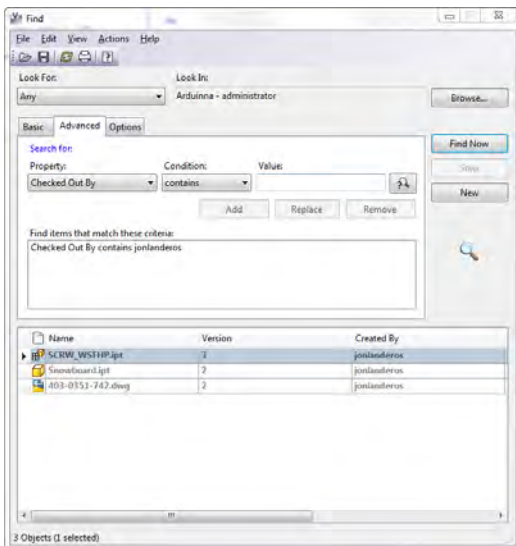 Find
File Edit View Actions Help
Look For: Look In:
Any Arduinna - administrator Browse...
Basic Advanced Options
Search for: Find Now
Property: Condition: Value: Save
Checked Out By contains New
Add Replace Remove
Find items that match these criteria:
Checked Out By contains jonlanderos
Name Version Created By
SCRW_WSTHP.ipt jonlanderos
Snowboard.ipt 2 jonlanderos
403-0351-742.dwg 2 jonlanderos
3 Objects (1 selected)